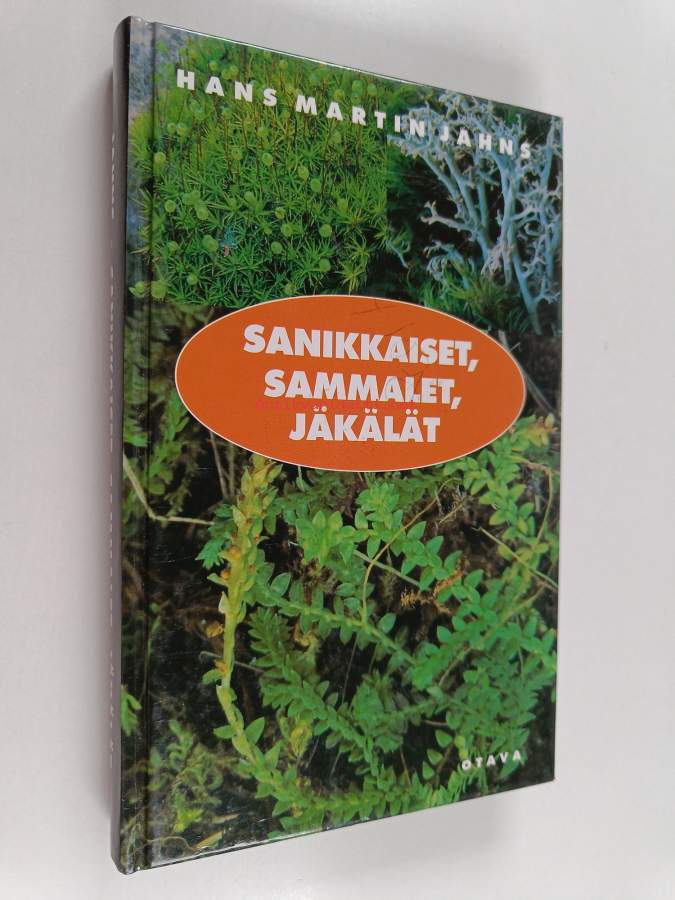 HANS MARTIN JAHNS
SANIKKAISET,
SAMMALET,
JÄKÄLÄT
OTAVA